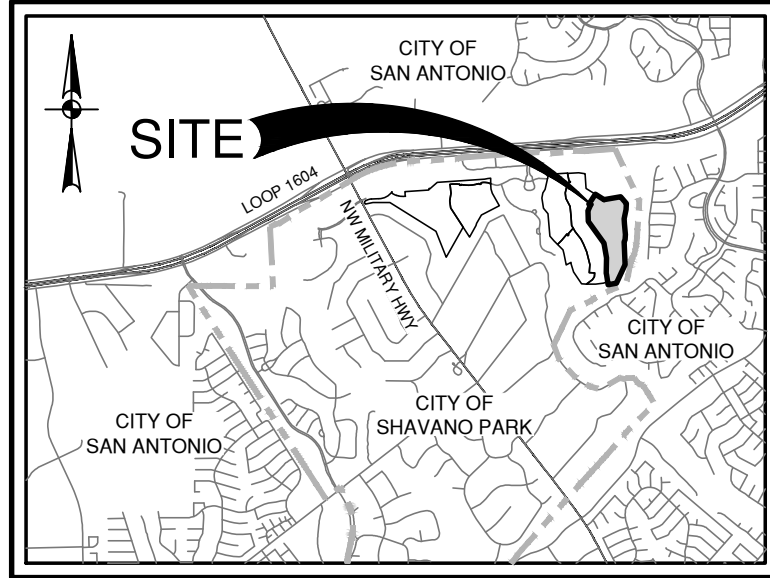 CITY OF
SAN ANTONIO
SITE
LOOP 1604
NW MILITARY HWY
CITY OF
SAN ANTONIO
CITY OF
SHAVANO PARK
CITY OF
SAN ANTONIO